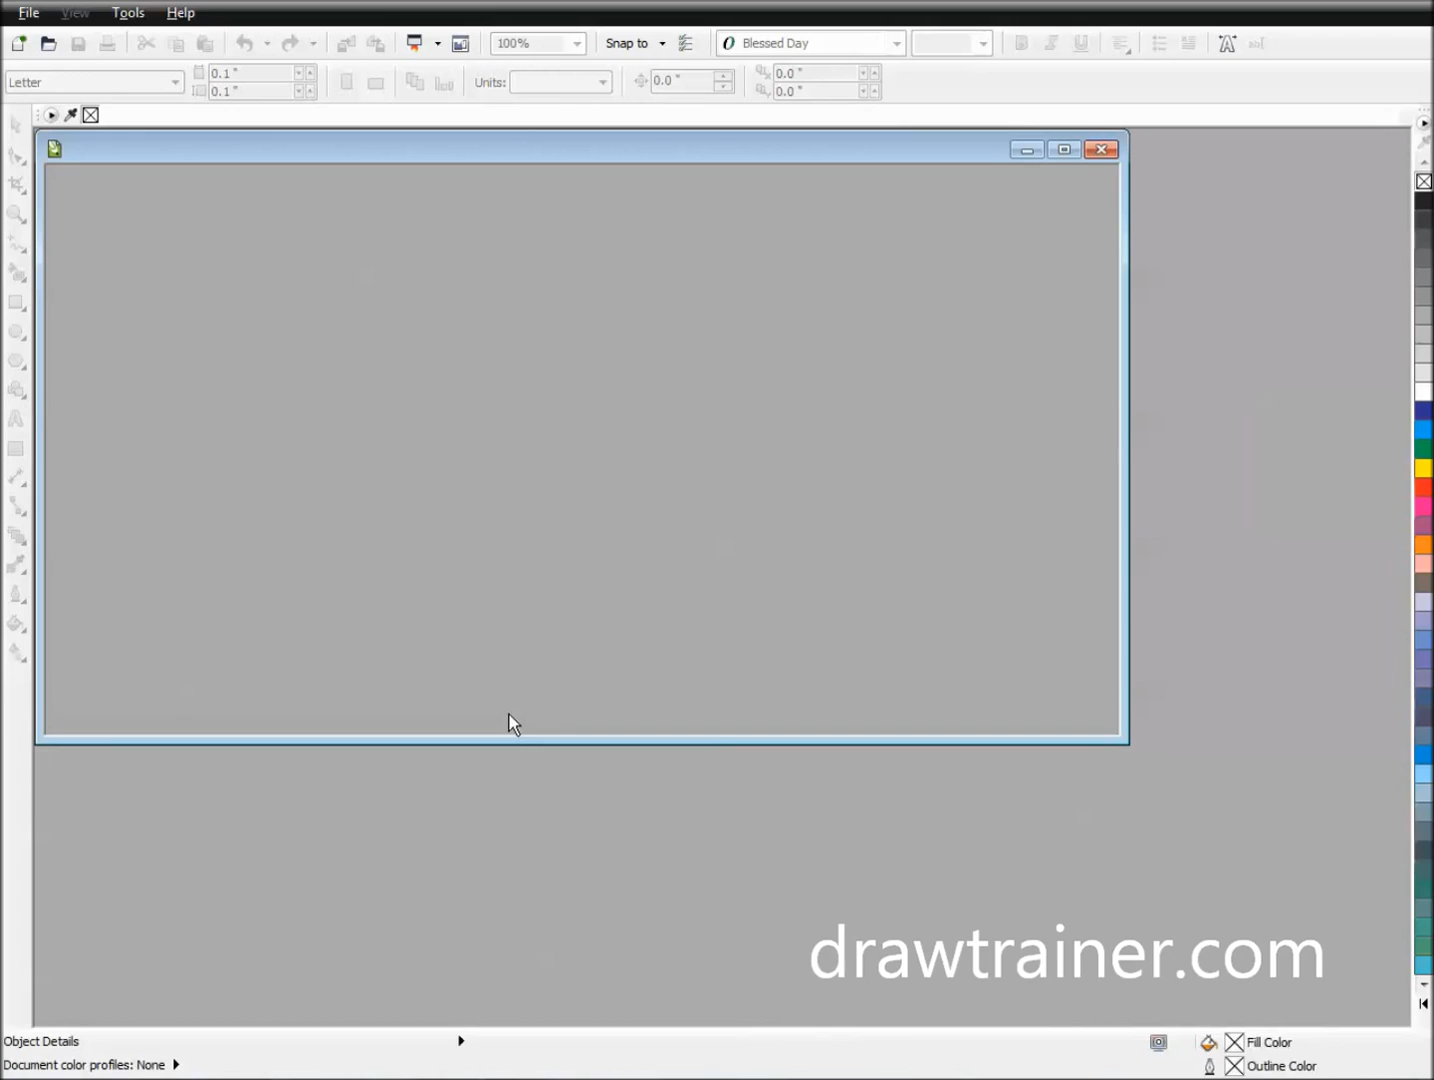 File View Tools Help
100% Snap to Blessed Day
Letter 0.1 " 0.1 " Units: 0.0 ° 0.0 " 0.0 "
drawtrainer.com
Object Details
Fill Color
Document color profiles: None
Outline Color